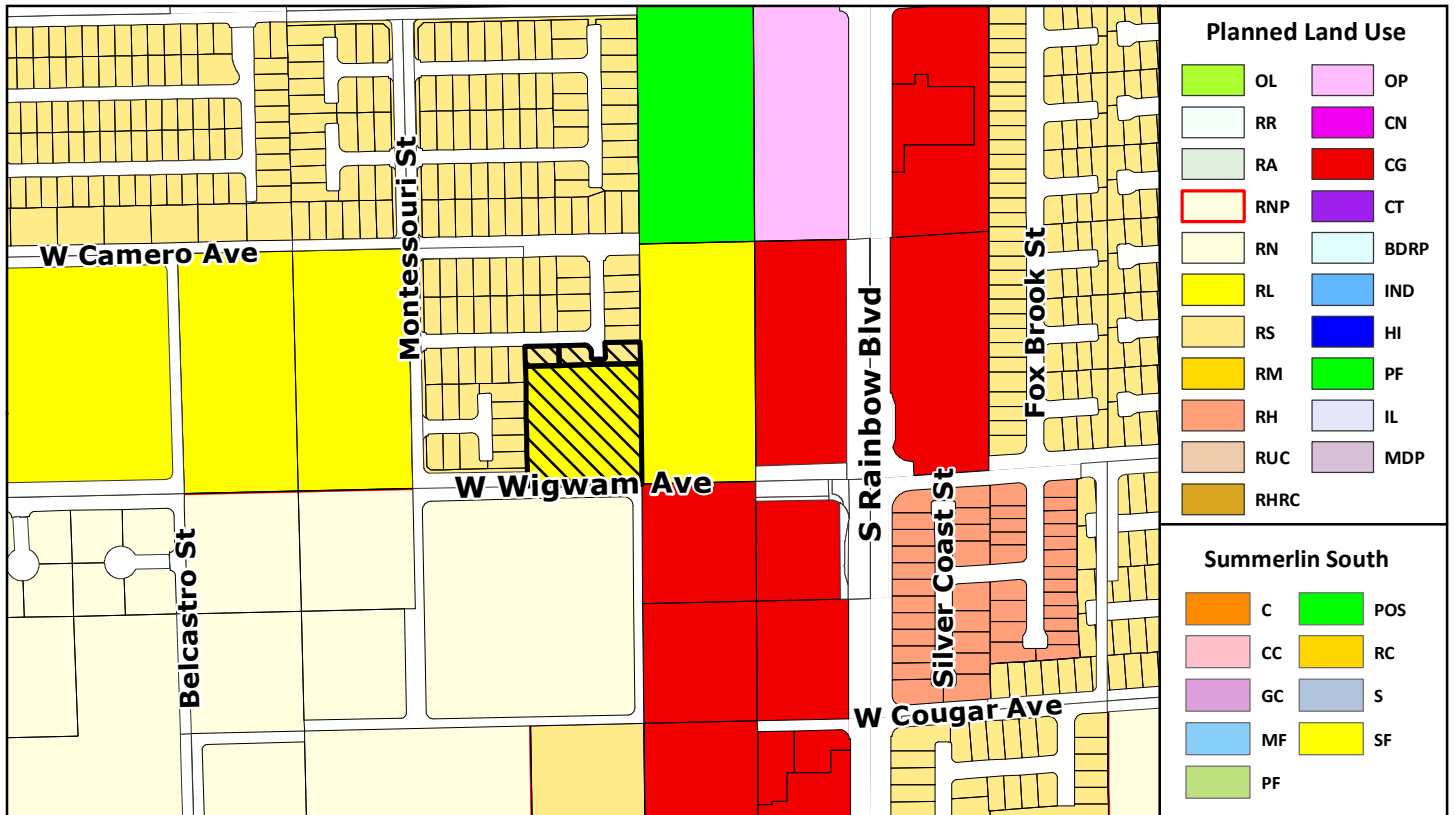 W Camero Ave
Montessouri St
W Wigwam Ave
S Rainbow Blvd
Fox Brook St
Silver Coast St
Belcastro St
W Cougar Ave
Planned Land Use
OL
OP
RR
CN
RA
CG
RNP
CT
RN
BDRP
RL
IND
RS
HI
RM
PF
RH
IL
RUC
MDP
RHRC
Summerlin South
C
POS
CC
RC
GC
S
MF
SF
PF